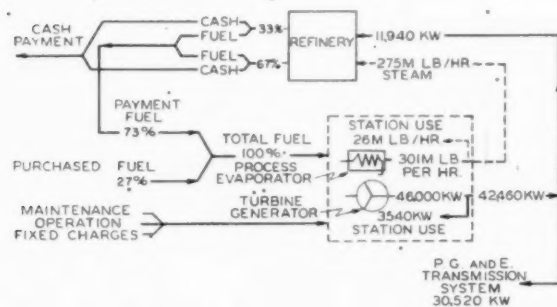 CASH
PAYMENT
CASH
FUEL
33%
FUEL
CASH
67%
REFINERY
11,940 KW
275M LB/HR
STEAM
PAYMENT
FUEL
73%
PURCHASED FUEL
27%
TOTAL FUEL
100%
PROCESS
EVAPORATOR
STATION USE
26M LB/HR
301M LB
PER HR.
MAINTENANCE
OPERATION
FIXED CHARGES
TURBINE
GENERATOR
46,000KW
42,460 KW
3540KW
STATION USE
P. G. AND E.
TRANSMISSION
SYSTEM
30,520 KW